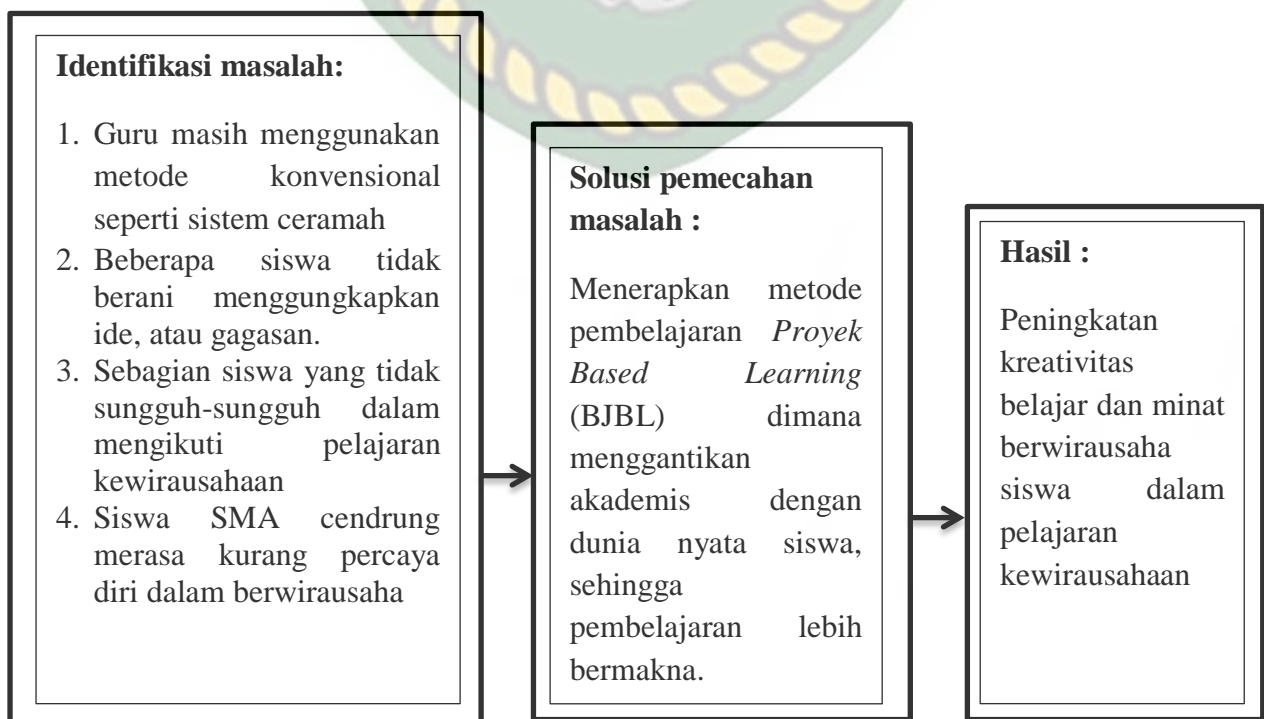 Identifikasi masalah:
1. Guru masih menggunakan
metode konvensional
seperti sistem ceramah
2. Beberapa siswa tidak
berani menggungkapkan
ide, atau gagasan.
3. Sebagian siswa yang tidak
sungguh-sungguh dalam
mengikuti pelajaran
kewirausahaan
4. Siswa SMA cendrung
merasa kurang percaya
diri dalam berwirausaha
Solusi pemecahan
masalah :
Menerapkan metode
pembelajaran Proyek
Based Learning
(BJBL) dimana
menggantikan
akademis dengan
dunia nyata siswa,
sehingga
pembelajaran lebih
bermakna.
Hasil :
Peningkatan
kreativitas
belajar dan minat
berwirausaha
siswa dalam
pelajaran
kewirausahaan